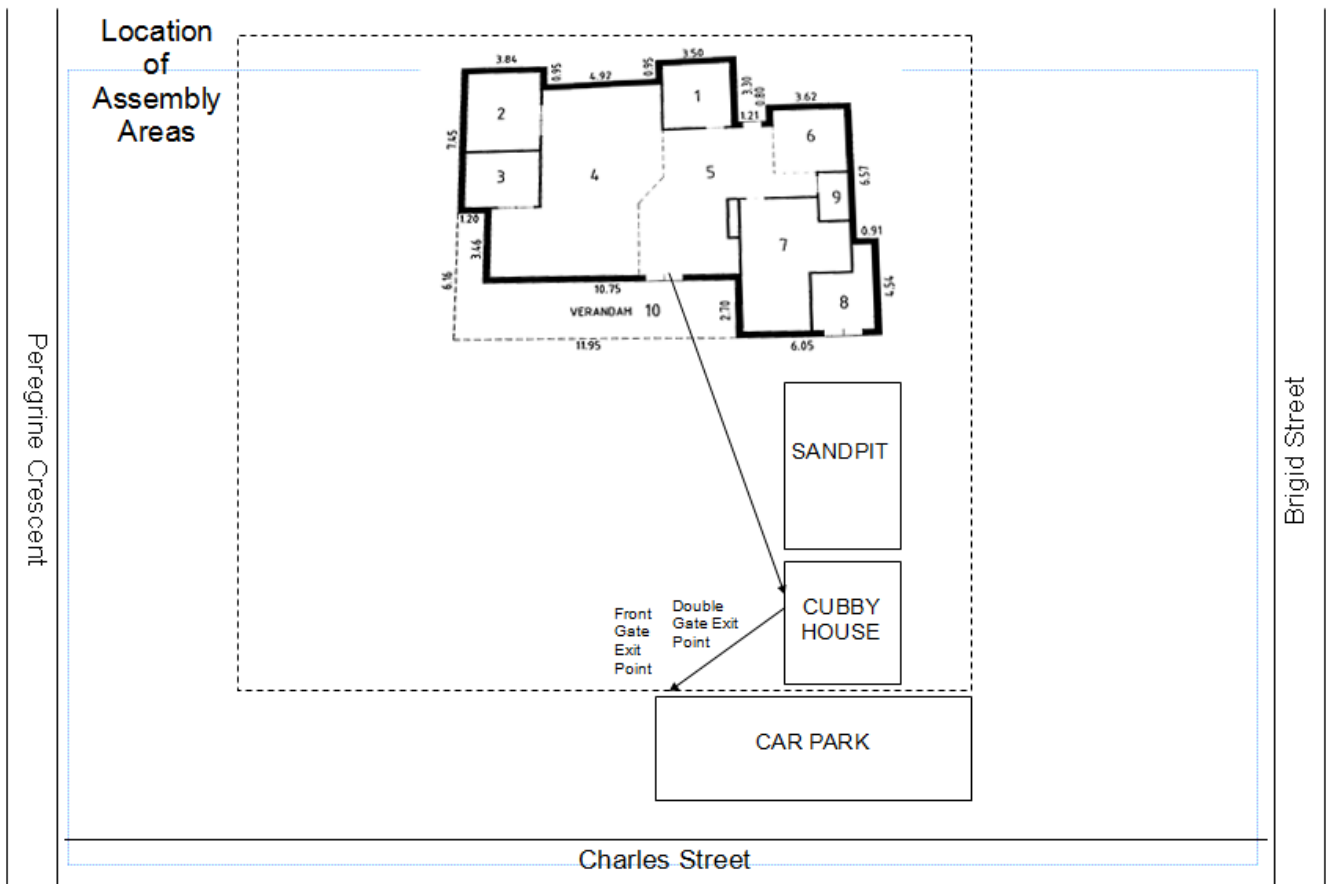 Location
of
Assembly
Areas
3.84
0.95
4.92
0.95
3.50
3.30
0.80
1.21
3.62
2
1
6
7.45
3
4
5
9
6.57
1.20
3.46
7
0.91
6.16
10.75
VERANDAH 10
2.70
8
4.54
11.95
6.05
Peregrine Crescent
Brigid Street
SANDPIT
CUBBY
HOUSE
Front
Gate
Exit
Point
Double
Gate Exit
Point
CAR PARK
Charles Street